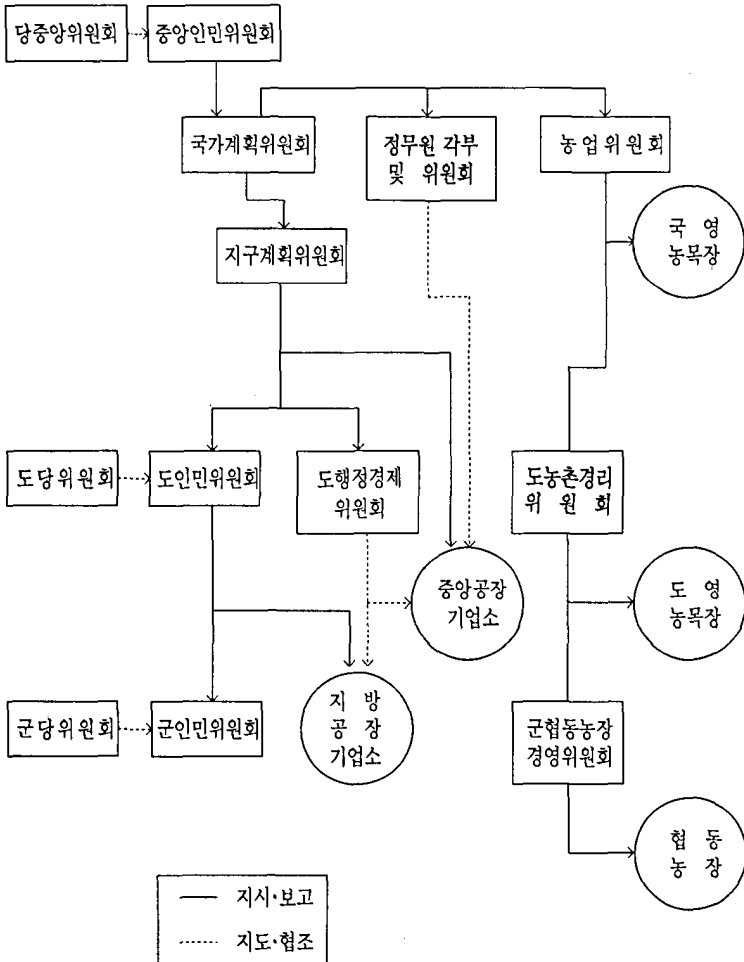 당중앙위원회
중앙인민위원회
국가계획위원회
정무원 각부
및 위원회
농업위원회
지구계획위원회
국 영
농목장
도당위원회
도인민위원회
도행정경제
위원회
도농촌경리
위 원 회
중앙공장
기업소
도 영
농목장
군당위원회
군인민위원회
지 방
공 장
기업소
군협동농장
경영위원회
협 동
농 장
지시·보고
지도·협조